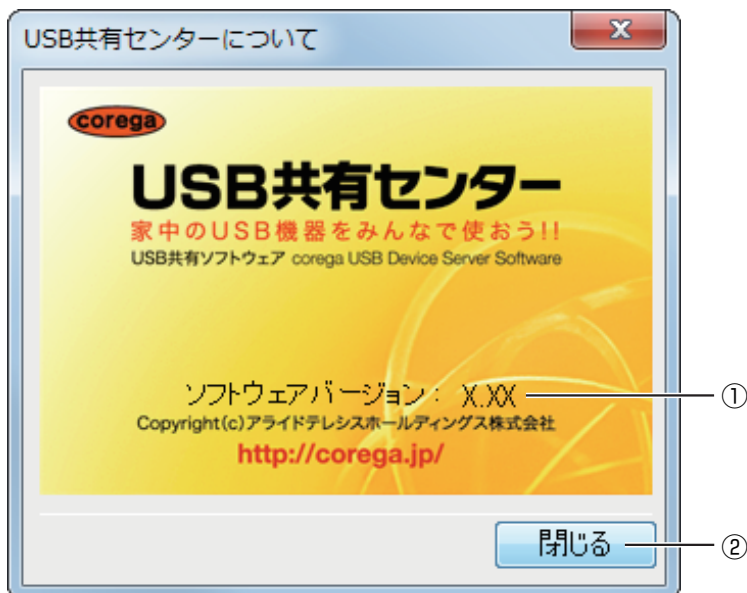 USB共有センターについて
corega
USB共有センター
家中のUSB機器をみんなで使おう!!
USB共有ソフトウェア corega USB Device Server Software
ソフトウェアバージョン： X.XX
①
Copyright(c)アライドテレシスホールディングス株式会社
http://corega.jp/
閉じる
②